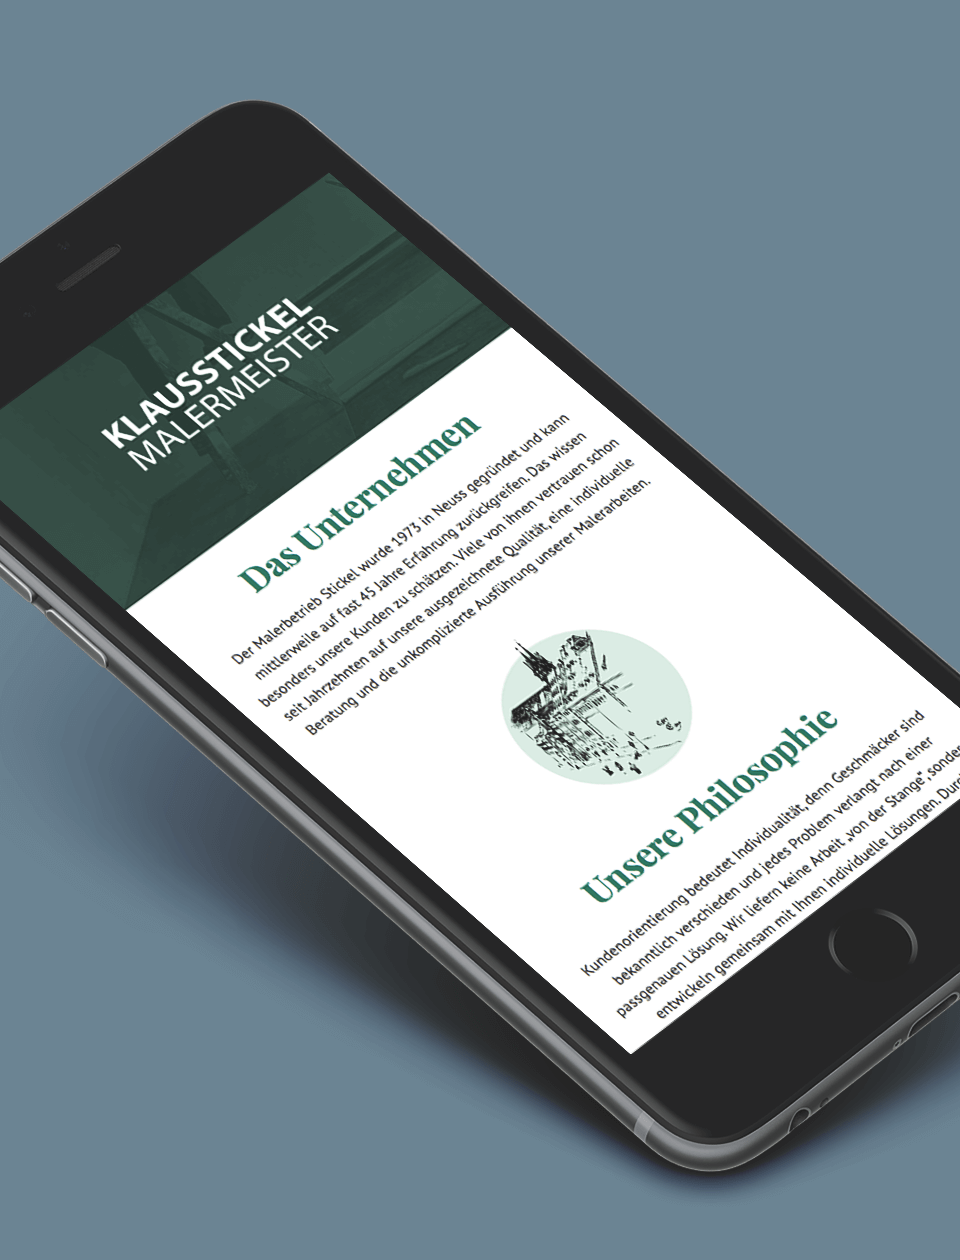 KLAUSSTICKEL
MALERMEISTER
Das Unternehmen
Der Malerbetrieb Stickel wurde 1973 in Neuss gegründet und kann
mittlerweile auf fast 45 Jahre Erfahrung zurückgreifen. Das wissen
besonders unsere Kunden zu schätzen. Viele von ihnen vertrauen schon
seit Jahrzehnten auf unsere ausgezeichnete Qualität, eine individuelle
Beratung und die unkomplizierte Ausführung unserer Malerarbeiten.
Unsere Philosophie
Kundenorientierung bedeutet Individualität, denn Geschmäcker sind
bekanntlich verschieden und jedes Problem verlangt nach einer
passgenauen Lösung. Wir liefern keine Arbeit „von der Stange“, sonder
entwickeln gemeinsam mit Ihnen individuelle Lösungen. Durc